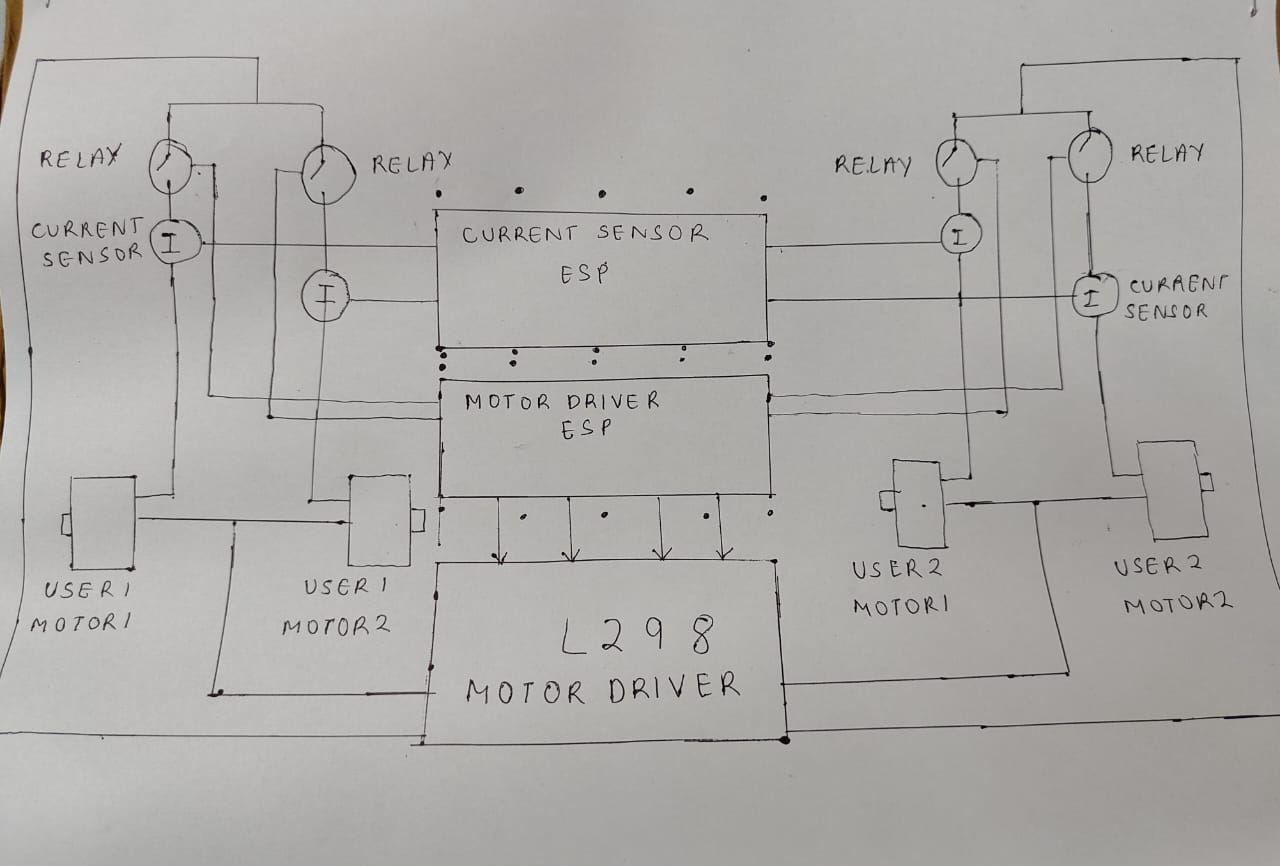 RELAY
RELAY
CURRENT
SENSOR
I
I
CURRENT SENSOR
ESP
MOTOR DRIVER
ESP
L298
MOTOR DRIVER
USER 1
MOTOR 1
USER 1
MOTOR 2
RELAY
RELAY
I
I
CURRENT
SENSOR
USER 2
MOTOR 1
USER 2
MOTOR 2